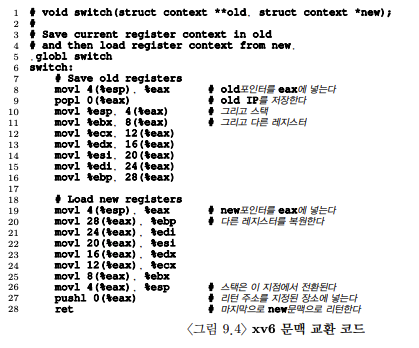 1 # void switch(struct context **old, struct context *new);
2 #
3 # Save current register context in old
4 # and then load register context from new.
5 .globl switch
6 switch:
7 # Save old registers
8 movl 4(%esp), %eax # old포인터를 eax에 넣는다
9 popl 0(%eax) # old IP를 저장한다
10 movl %esp, 4(%eax) # 그리고 스택
11 movl %ebx, 8(%eax) # 그리고 다른 레지스터
12 movl %ecx, 12(%eax)
13 movl %edx, 16(%eax)
14 movl %esi, 20(%eax)
15 movl %edi, 24(%eax)
16 movl %ebp, 28(%eax)
17
18 # Load new registers
19 movl 4(%esp), %eax # new포인터를 eax에 넣는다
20 movl 28(%eax), %ebp # 다른 레지스터를 복원한다
21 movl 24(%eax), %edi
22 movl 20(%eax), %esi
23 movl 16(%eax), %edx
24 movl 12(%eax), %ecx
25 movl 8(%eax), %ebx
26 movl 4(%eax), %esp # 스택은 이 지점에서 전환된다
27 pushl 0(%eax) # 리턴 주소를 지정된 장소에 넣는다
28 ret # 마지막으로 new문맥으로 리턴한다
〈그림 9.4〉 xv6 문맥 교환 코드